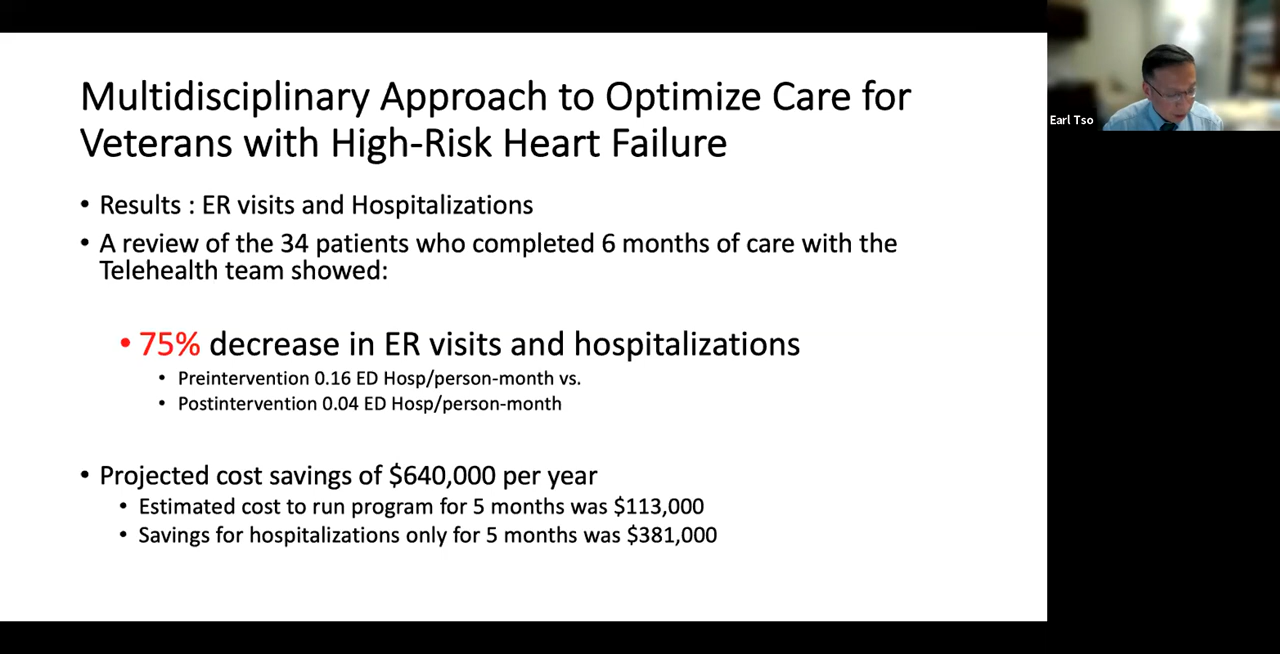 Multidisciplinary Approach to Optimize Care for
Veterans with High-Risk Heart Failure
• Results : ER visits and Hospitalizations
• A review of the 34 patients who completed 6 months of care with the
Telehealth team showed:
• 75% decrease in ER visits and hospitalizations
• Preintervention 0.16 ED Hosp/person-month vs.
• Postintervention 0.04 ED Hosp/person-month
• Projected cost savings of $640,000 per year
• Estimated cost to run program for 5 months was $113,000
• Savings for hospitalizations only for 5 months was $381,000
Earl Tso